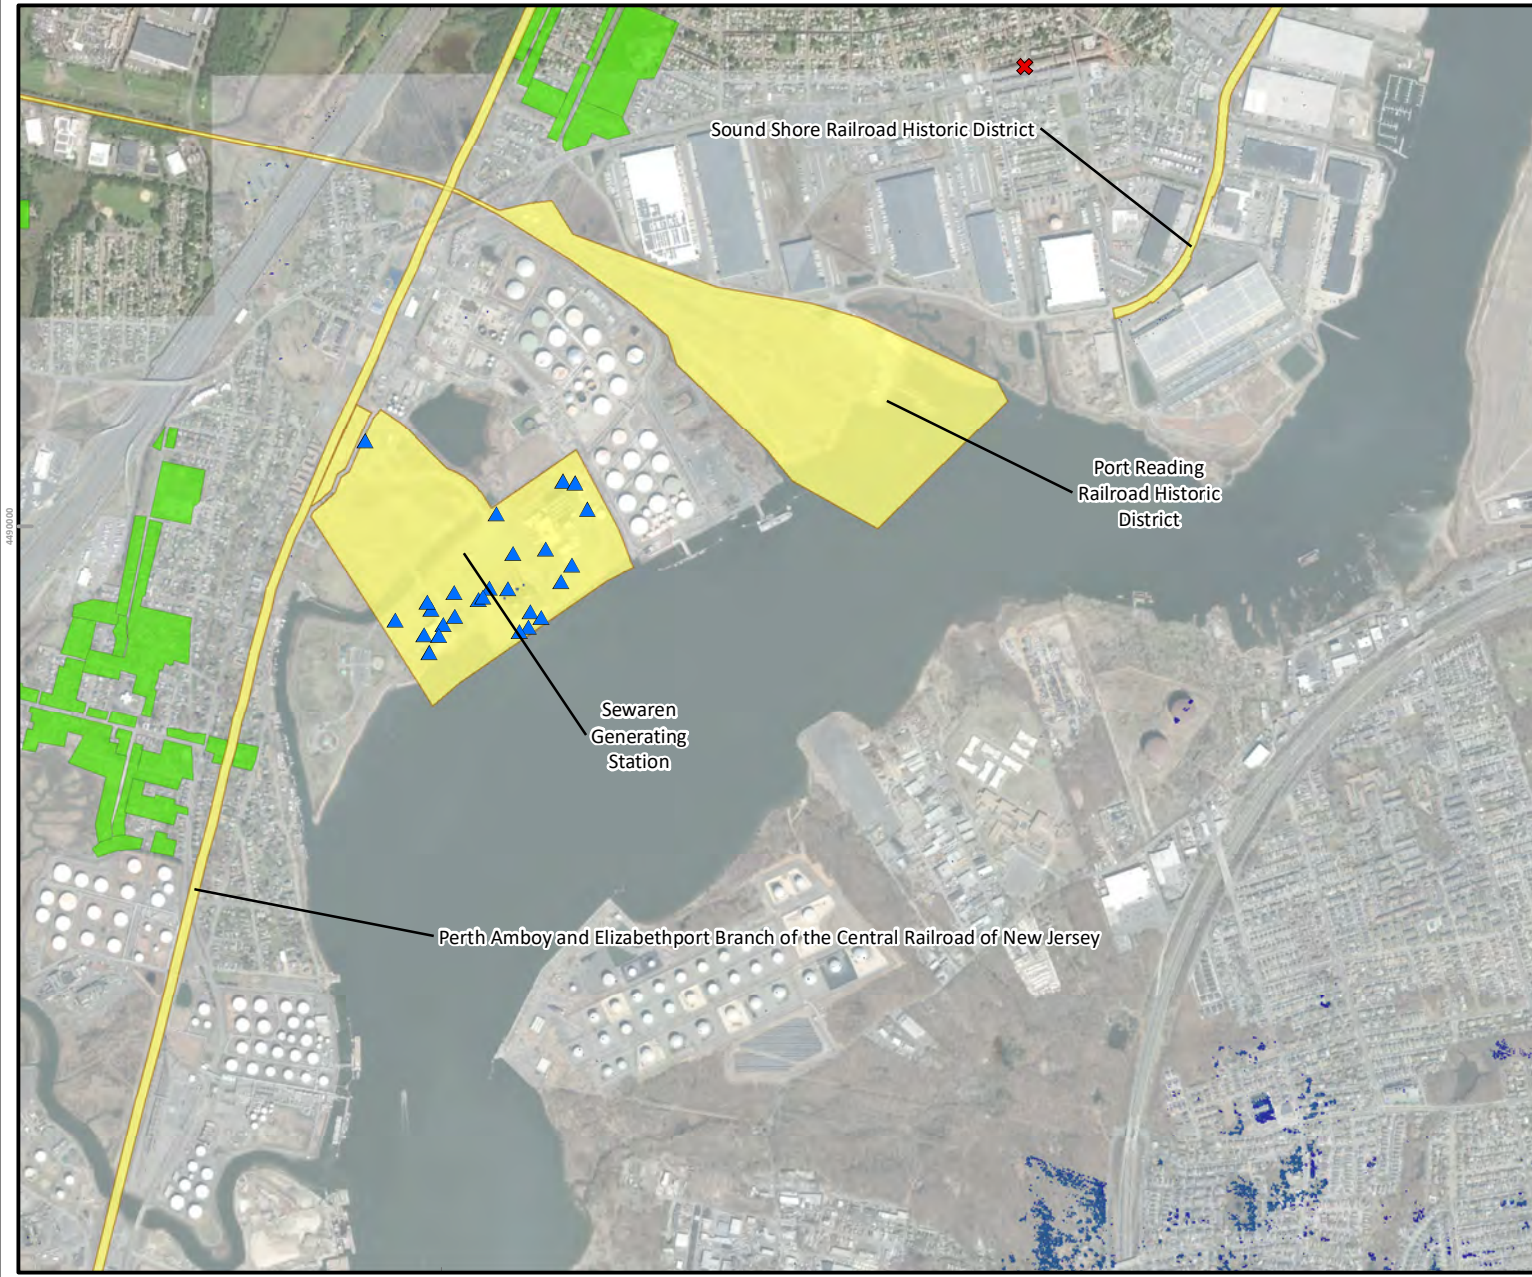 Sound Shore Railroad Historic District
4490000
Port Reading
Railroad Historic
District
Sewaren
Generating
Station
Perth Amboy and Elizabethport Branch of the Central Railroad of New Jersey